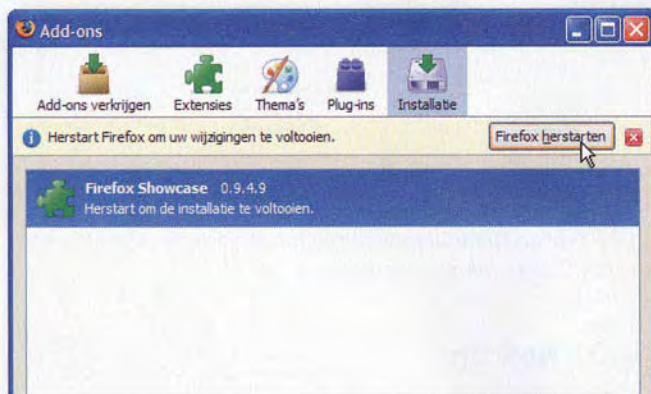 Add-ons
Add-ons verkrijgen Extensies Thema's Plug-ins Installatie
Herstart Firefox om uw wijzigingen te voltooien. Firefox herstarten
Firefox Showcase 0.9.4.9
Herstart om de installatie te voltooien.